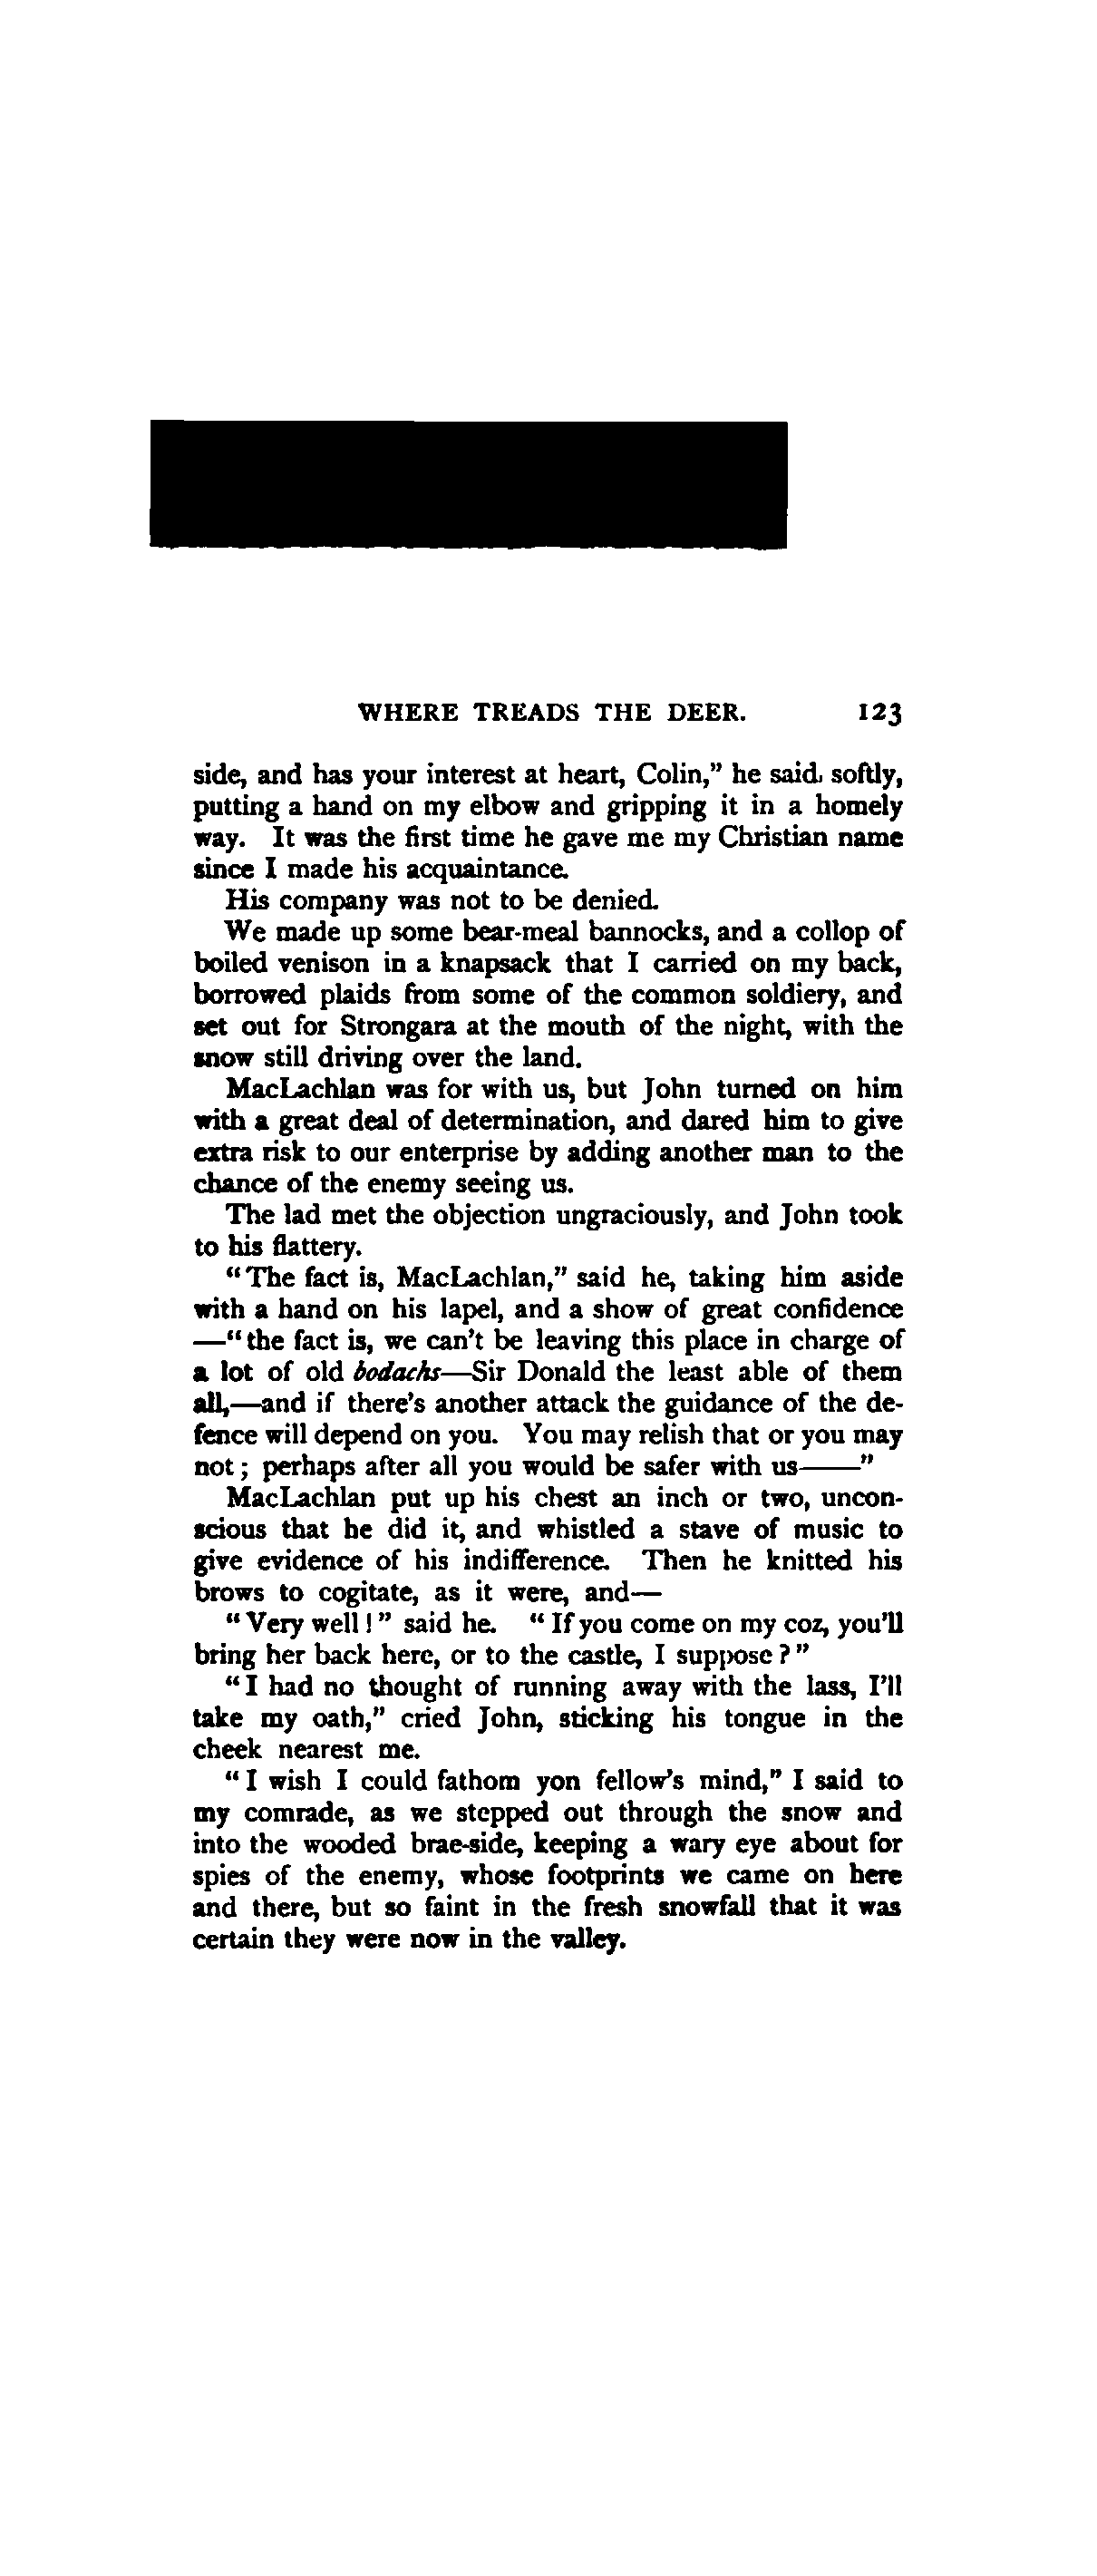 WHERE TREADS THE DEER. 123
side, and has your interest at heart, Colin," he said, softly,
putting a hand on my elbow and gripping it in a homely
way. It was the first time he gave me my Christian name
since I made his acquaintance.
His company was not to be denied.
We made up some bear-meal bannocks, and a collop of
boiled venison in a knapsack that I carried on my back,
borrowed plaids from some of the common soldiery, and
set out for Strongara at the mouth of the night, with the
snow still driving over the land.
MacLachlan was for with us, but John turned on him
with a great deal of determination, and dared him to give
extra risk to our enterprise by adding another man to the
chance of the enemy seeing us.
The lad met the objection ungraciously, and John took
to his flattery.
"The fact is, MacLachlan," said he, taking him aside
with a hand on his lapel, and a show of great confidence
—"the fact is, we can't be leaving this place in charge of
a lot of old bodachs—Sir Donald the least able of them
all,—and if there's another attack the guidance of the de-
fence will depend on you. You may relish that or you may
not; perhaps after all you would be safer with us——"
MacLachlan put up his chest an inch or two, uncon-
scious that he did it, and whistled a stave of music to
give evidence of his indifference. Then he knitted his
brows to cogitate, as it were, and—
"Very well!" said he. "If you come on my coz, you'll
bring her back here, or to the castle, I suppose?"
"I had no thought of running away with the lass, I'll
take my oath," cried John, sticking his tongue in the
cheek nearest me.
"I wish I could fathom yon fellow's mind," I said to
my comrade, as we stepped out through the snow and
into the wooded brae-side, keeping a wary eye about for
spies of the enemy, whose footprints we came on here
and there, but so faint in the fresh snowfall that it was
certain they were now in the valley.